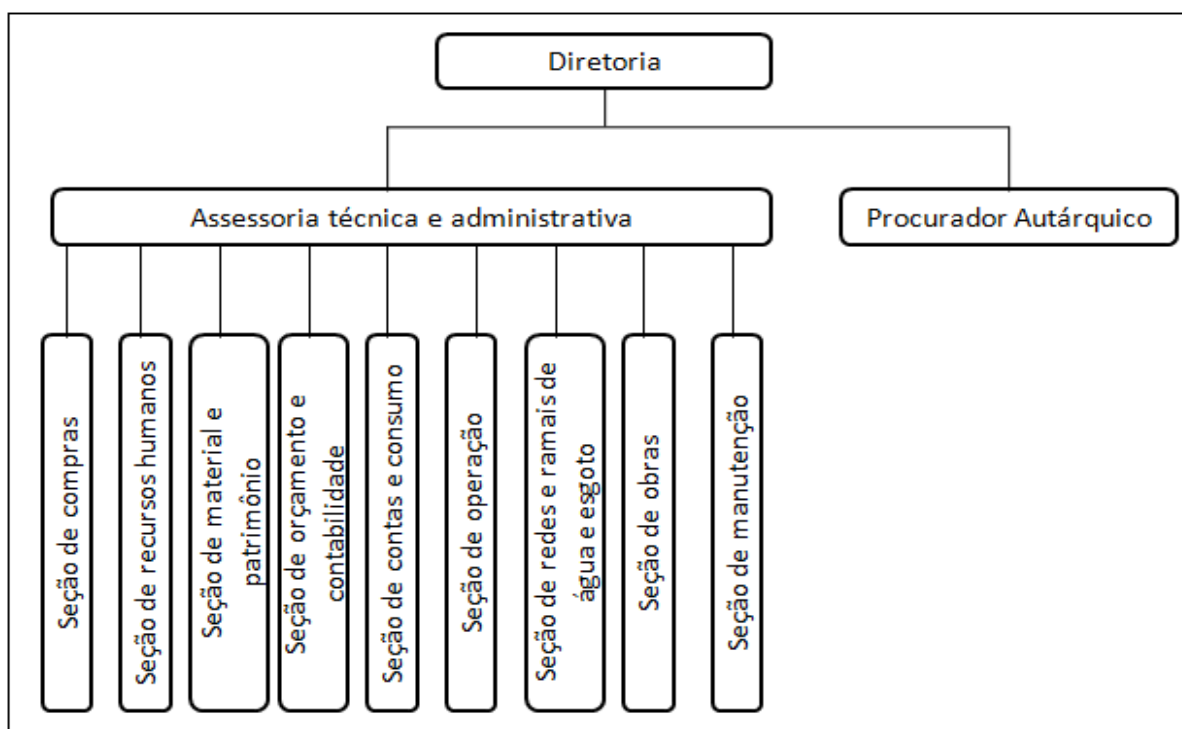 Diretoria
Assessoria técnica e administrativa
Procurador Autárquico
Seção de compras
Seção de recursos humanos
Seção de material e
patrimônio
Seção de orçamento e
contabilidade
Seção de contas e consumo
Seção de operação
Seção de redes e ramais de
água e esgoto
Seção de obras
Seção de manutenção